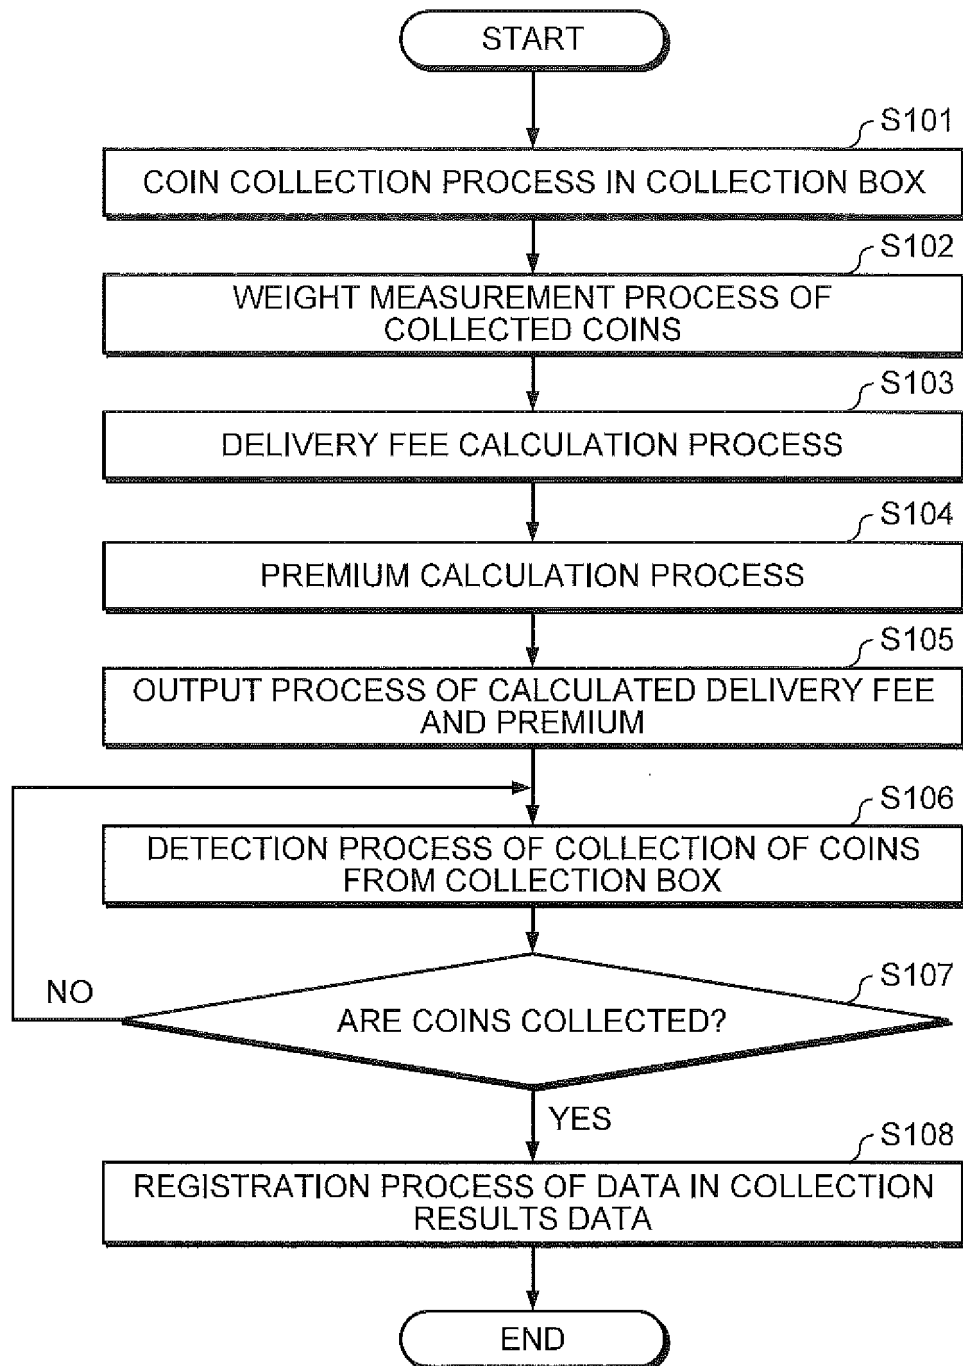 START
S101
COIN COLLECTION PROCESS IN COLLECTION BOX
S102
WEIGHT MEASUREMENT PROCESS OF
COLLECTED COINS
S103
DELIVERY FEE CALCULATION PROCESS
S104
PREMIUM CALCULATION PROCESS
S105
OUTPUT PROCESS OF CALCULATED DELIVERY FEE
AND PREMIUM
S106
DETECTION PROCESS OF COLLECTION OF COINS
FROM COLLECTION BOX
S107
NO
ARE COINS COLLECTED?
YES
S108
REGISTRATION PROCESS OF DATA IN COLLECTION
RESULTS DATA
END